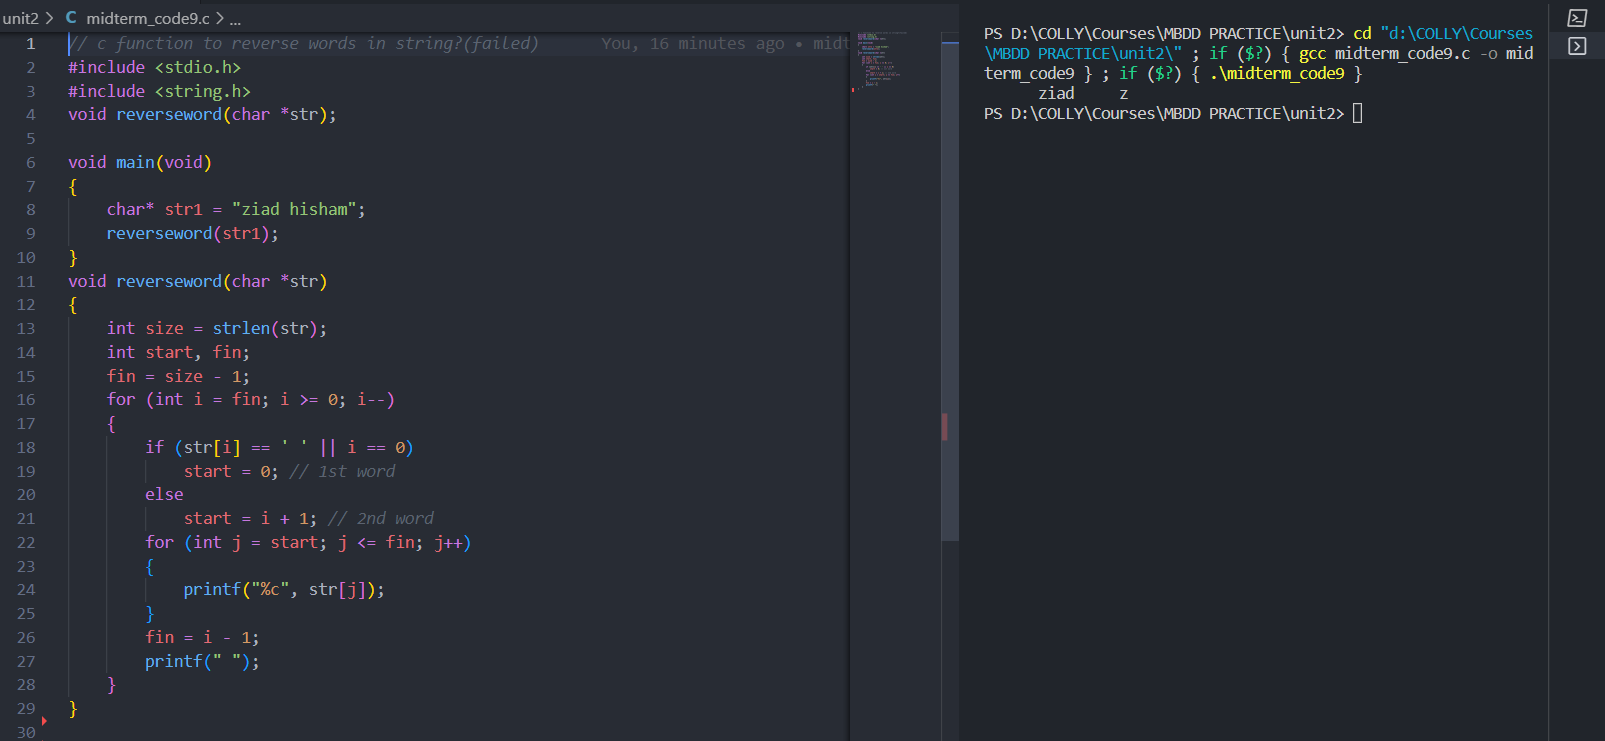 unit2 > C midterm_code9.c > ...
1 // c function to reverse words in string?(failed) You, 16 minutes ago • midt
2 #include <stdio.h>
3 #include <string.h>
4 void reverseword(char *str);
5
6 void main(void)
7 {
8 char* str1 = "ziad hisham";
9 reverseword(str1);
10 }
11 void reverseword(char *str)
12 {
13 int size = strlen(str);
14 int start, fin;
15 fin = size - 1;
16 for (int i = fin; i >= 0; i--)
17 {
18 if (str[i] == ' ' || i == 0)
19 start = 0; // 1st word
20 else
21 start = i + 1; // 2nd word
22 for (int j = start; j <= fin; j++)
23 {
24 printf("%c", str[j]);
25 }
26 fin = i - 1;
27 printf(" ");
28 }
29 }
30
PS D:\COLLY\Courses\MBDD PRACTICE\unit2> cd "d:\COLLY\Courses
\MBDD PRACTICE\unit2\" ; if ($?) { gcc midterm_code9.c -o mid
term_code9 } ; if ($?) { .\midterm_code9 }
ziad z
PS D:\COLLY\Courses\MBDD PRACTICE\unit2>